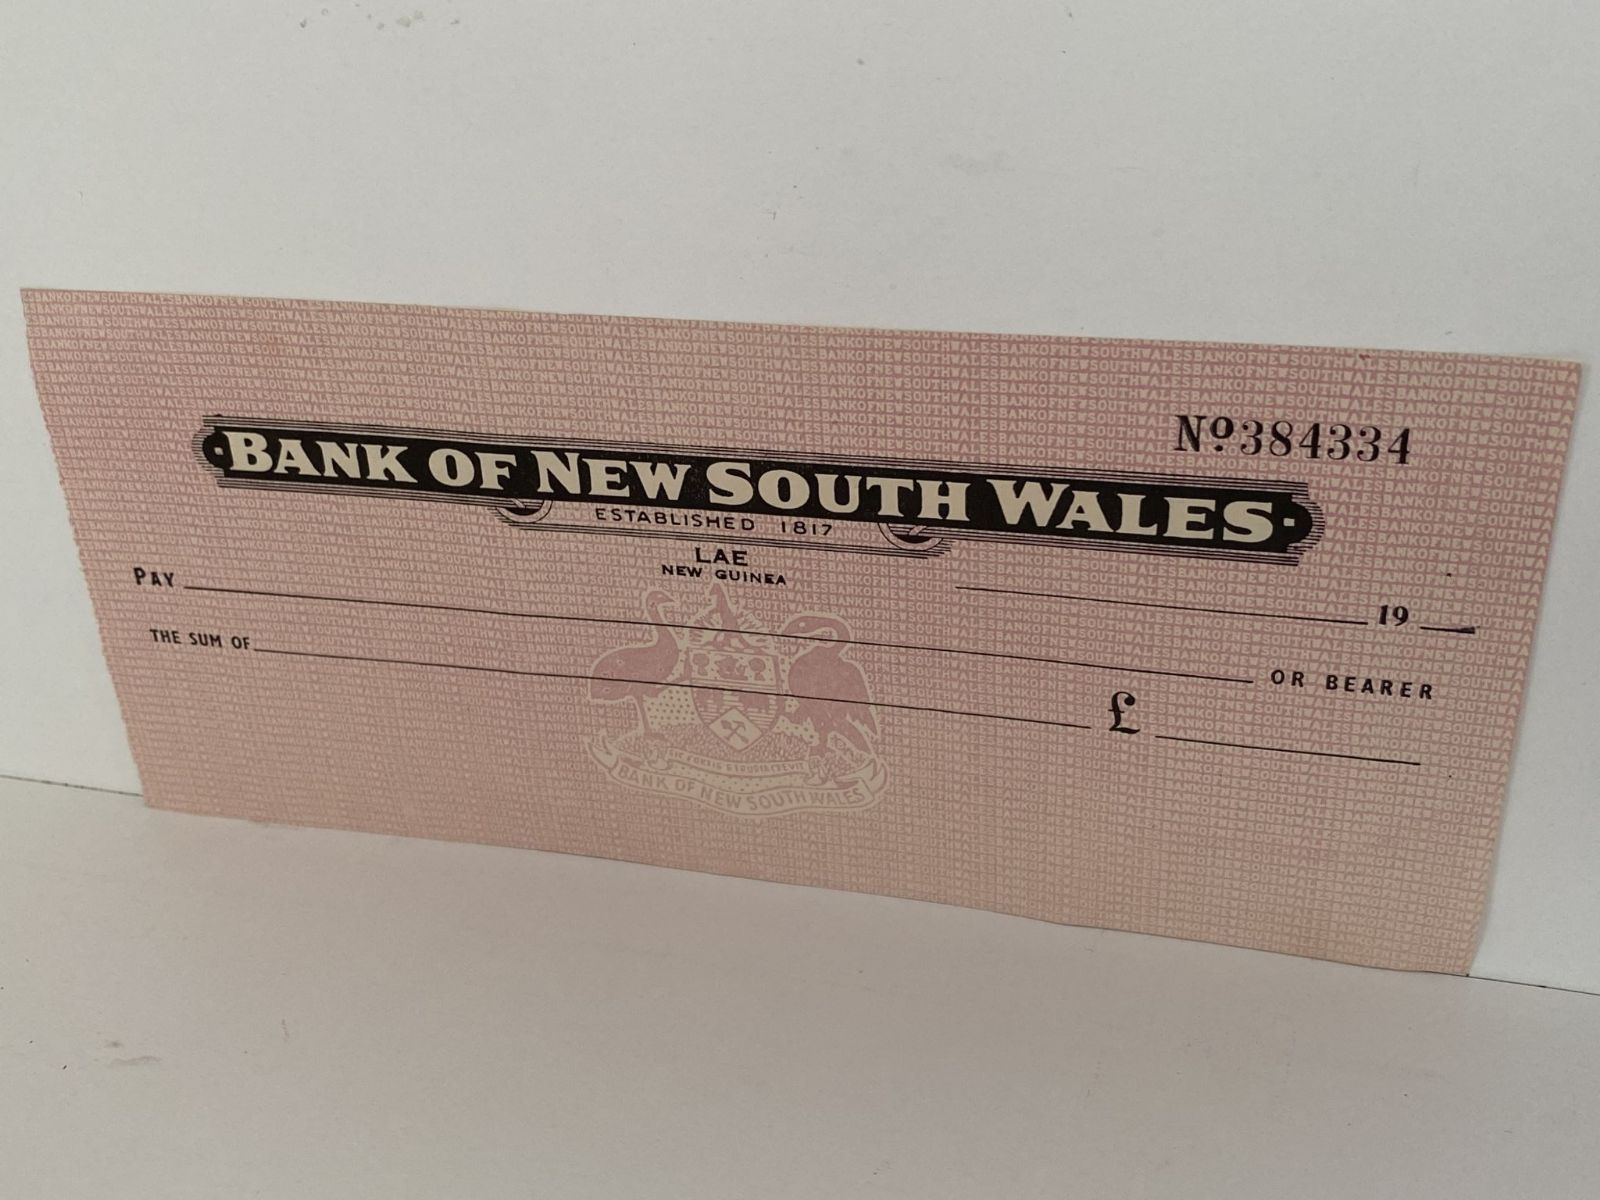 Nº 384334
BANK OF NEW SOUTH WALES
ESTABLISHED 1817
LAE
NEW GUINEA
19
PAY
OR BEARER
THE SUM OF
£
BANK OF NEW SOUTH WALES